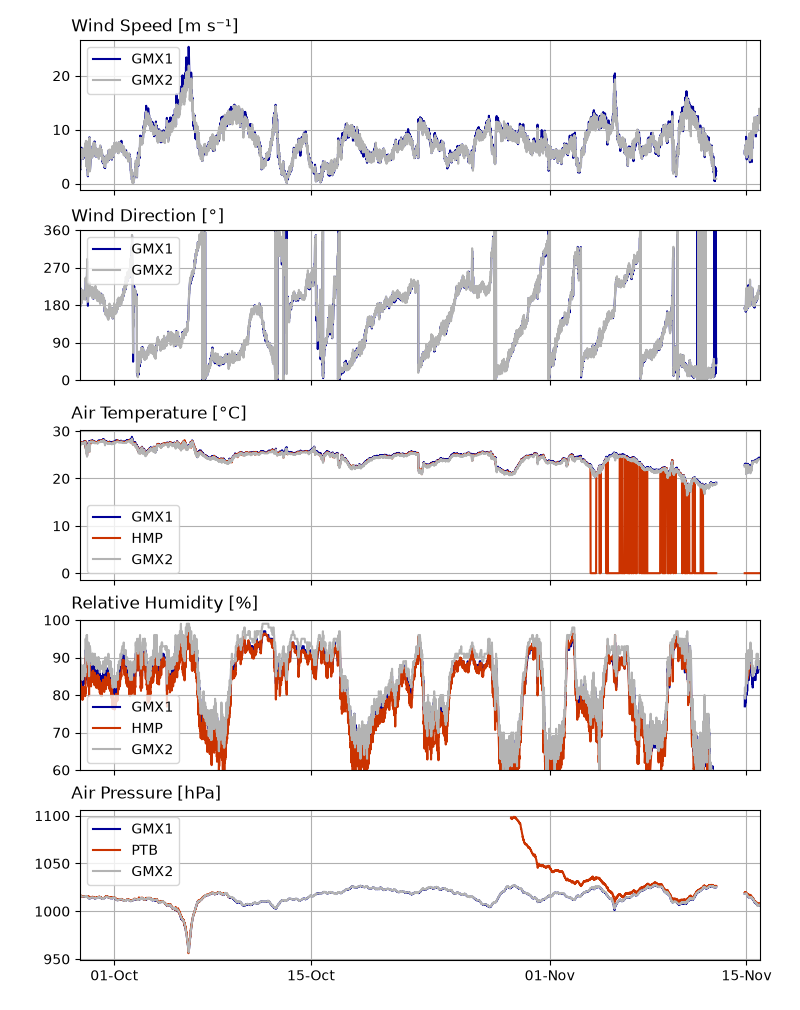 Wind Speed [m s⁻¹]
GMX1
GMX2
20
10
0
Wind Direction [°]
360
GMX1
GMX2
270
180
90
0
Air Temperature [°C]
30
20
10
0
GMX1
HMP
GMX2
Relative Humidity [%]
100
90
80
70
60
GMX1
HMP
GMX2
Air Pressure [hPa]
1100
1050
1000
950
GMX1
PTB
GMX2
01-Oct 15-Oct 01-Nov 15-Nov